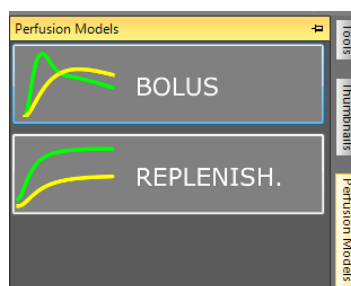 Perfusion Models
BOLUS
REPLENISH.
Tools
Thumbnails
Perfusion Models